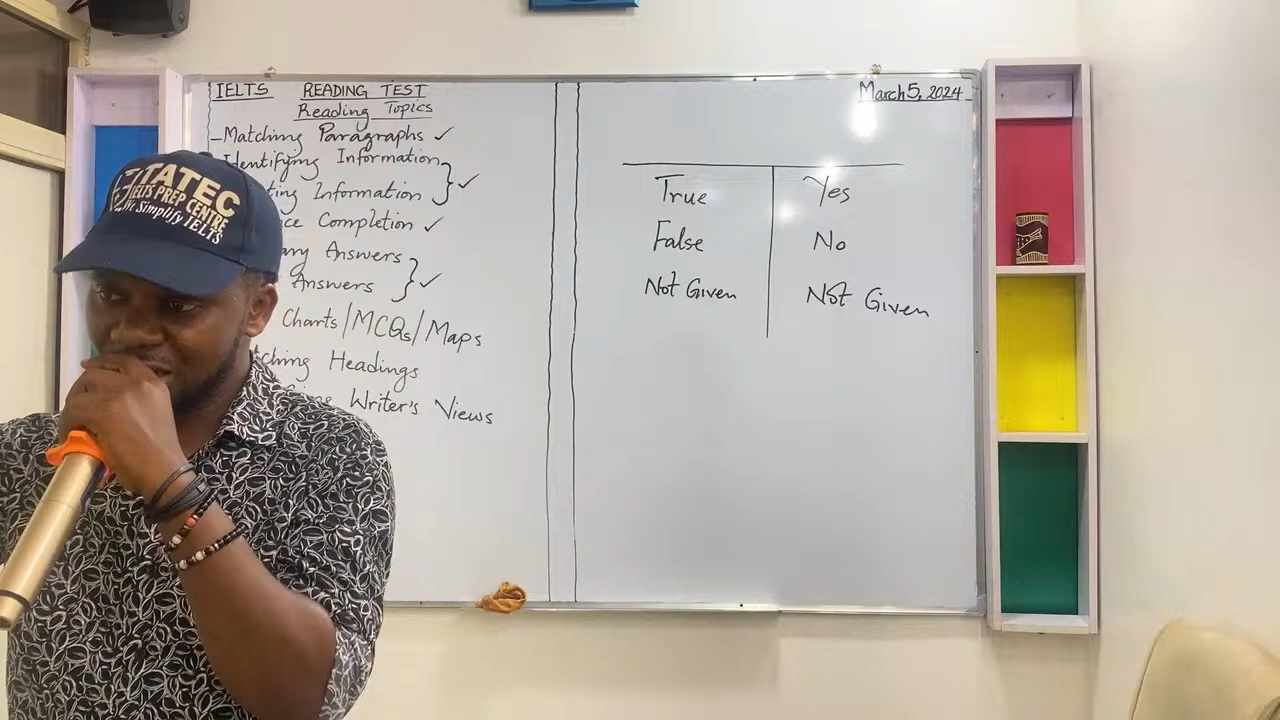 IELTS READING TEST
Reading Topics
- Matching Paragraphs ✓
Identifying Information
Information ✓
Completion ✓
Answers
Answers ✓
Charts/MCQs/Maps
Headings
Writer's Views
March 5, 2024
True Yes
False No
Not Given Not Given
TATEC
IELTS PREP CENTRE
We Simplify IELTS